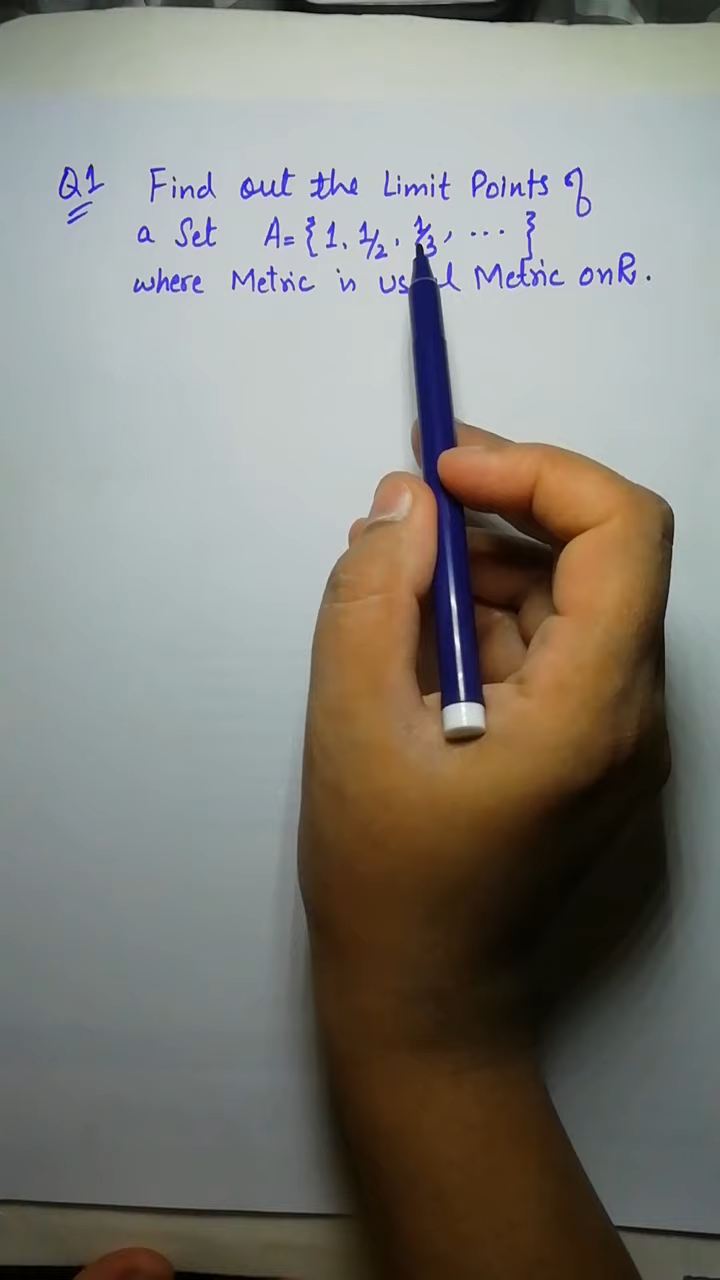 Q1 Find out the Limit Points of
a Set A = { 1, 1/2, 1/3, ... }
where Metric is Metric on R.